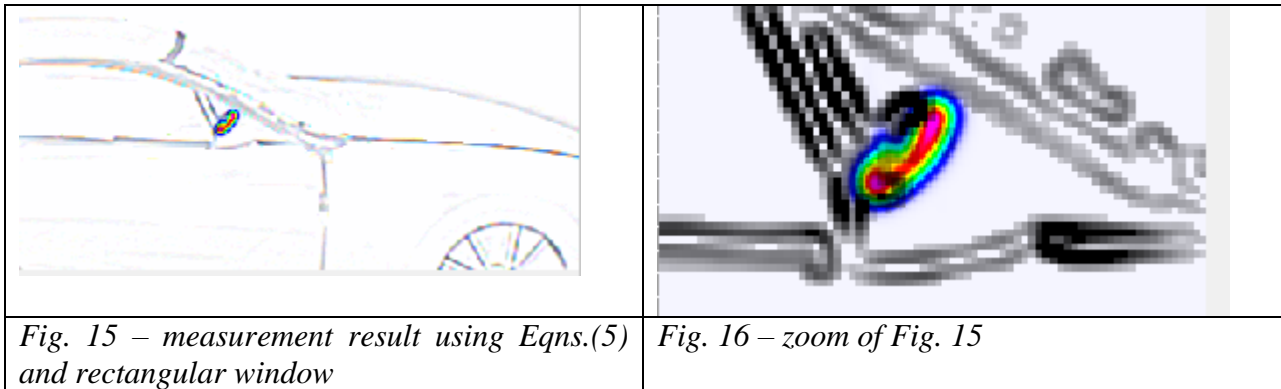 Fig. 15 – measurement result using Eqns.(5)
and rectangular window
Fig. 16 – zoom of Fig. 15